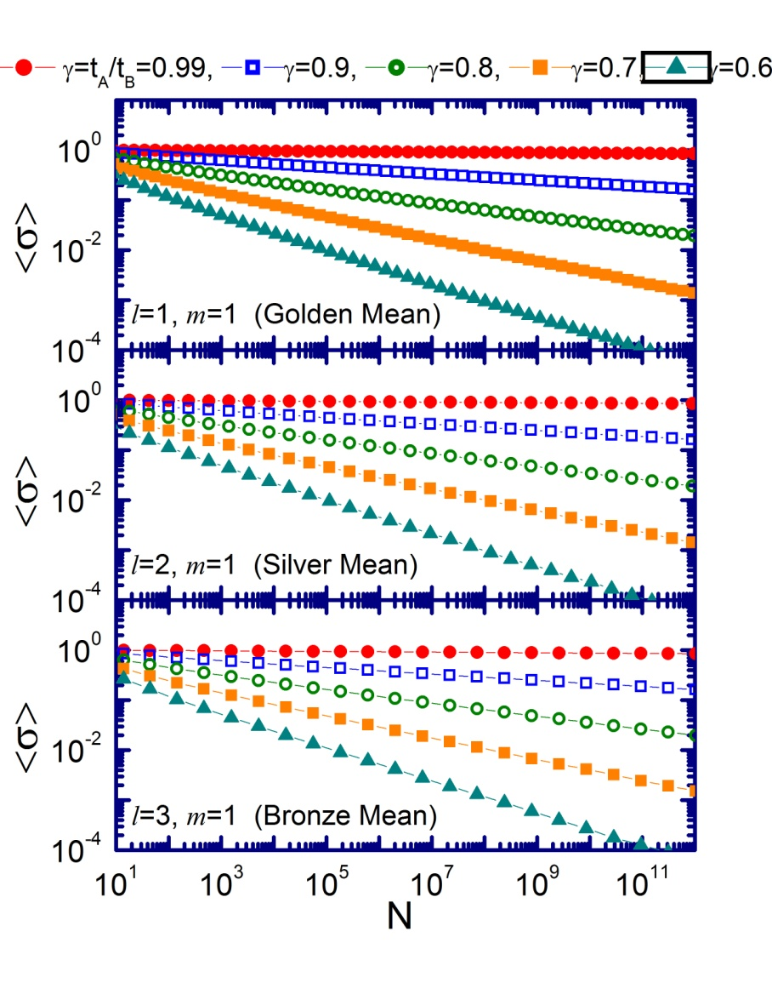 γ=t_A/t_B=0.99, γ=0.9, γ=0.8, γ=0.7, γ=0.6
10^0
<σ>
10^-2
l=1, m=1 (Golden Mean)
10^-4
10^0
<σ>
10^-2
l=2, m=1 (Silver Mean)
10^-4
10^0
<σ>
10^-2
l=3, m=1 (Bronze Mean)
10^-4
10^1 10^3 10^5 10^7 10^9 10^11
N